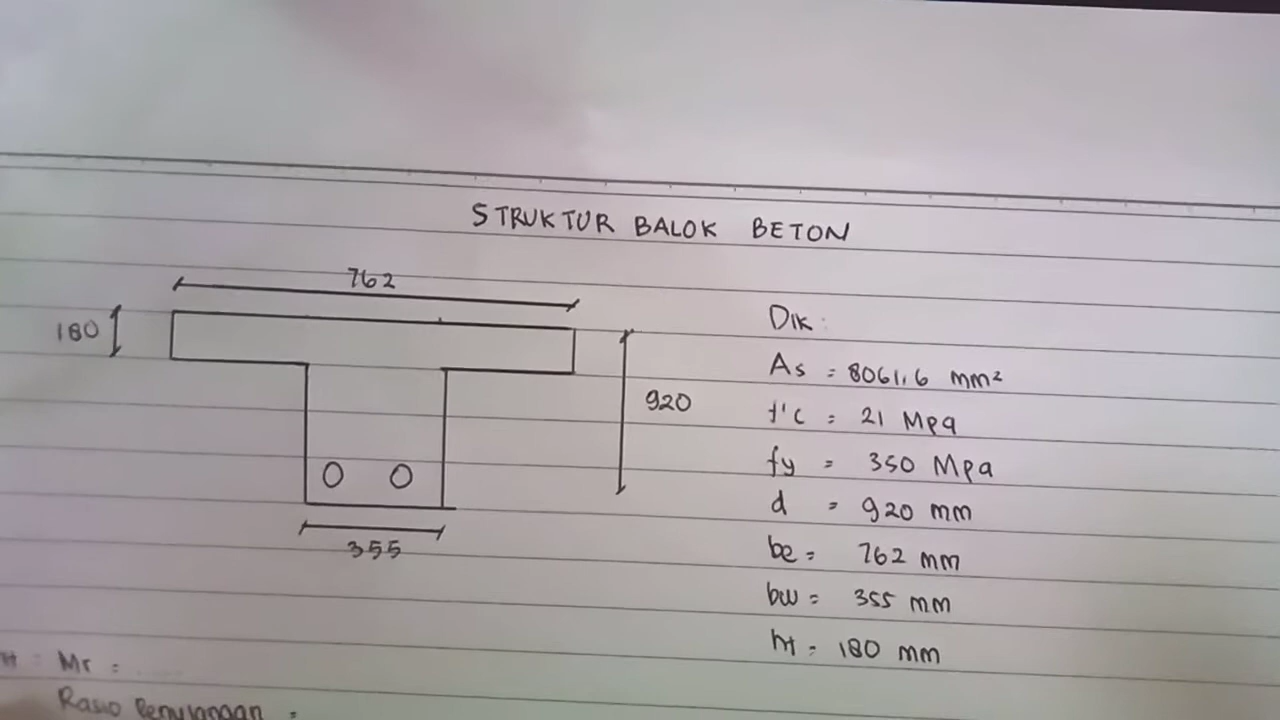 STRUKTUR BALOK BETON
762
180
920
355
Dik :
As = 8061,6 mm²
f'c = 21 Mpa
fy = 350 Mpa
d = 920 mm
be = 762 mm
bw = 355 mm
hf = 180 mm
: Mr = ........
Rasio Penulangan =